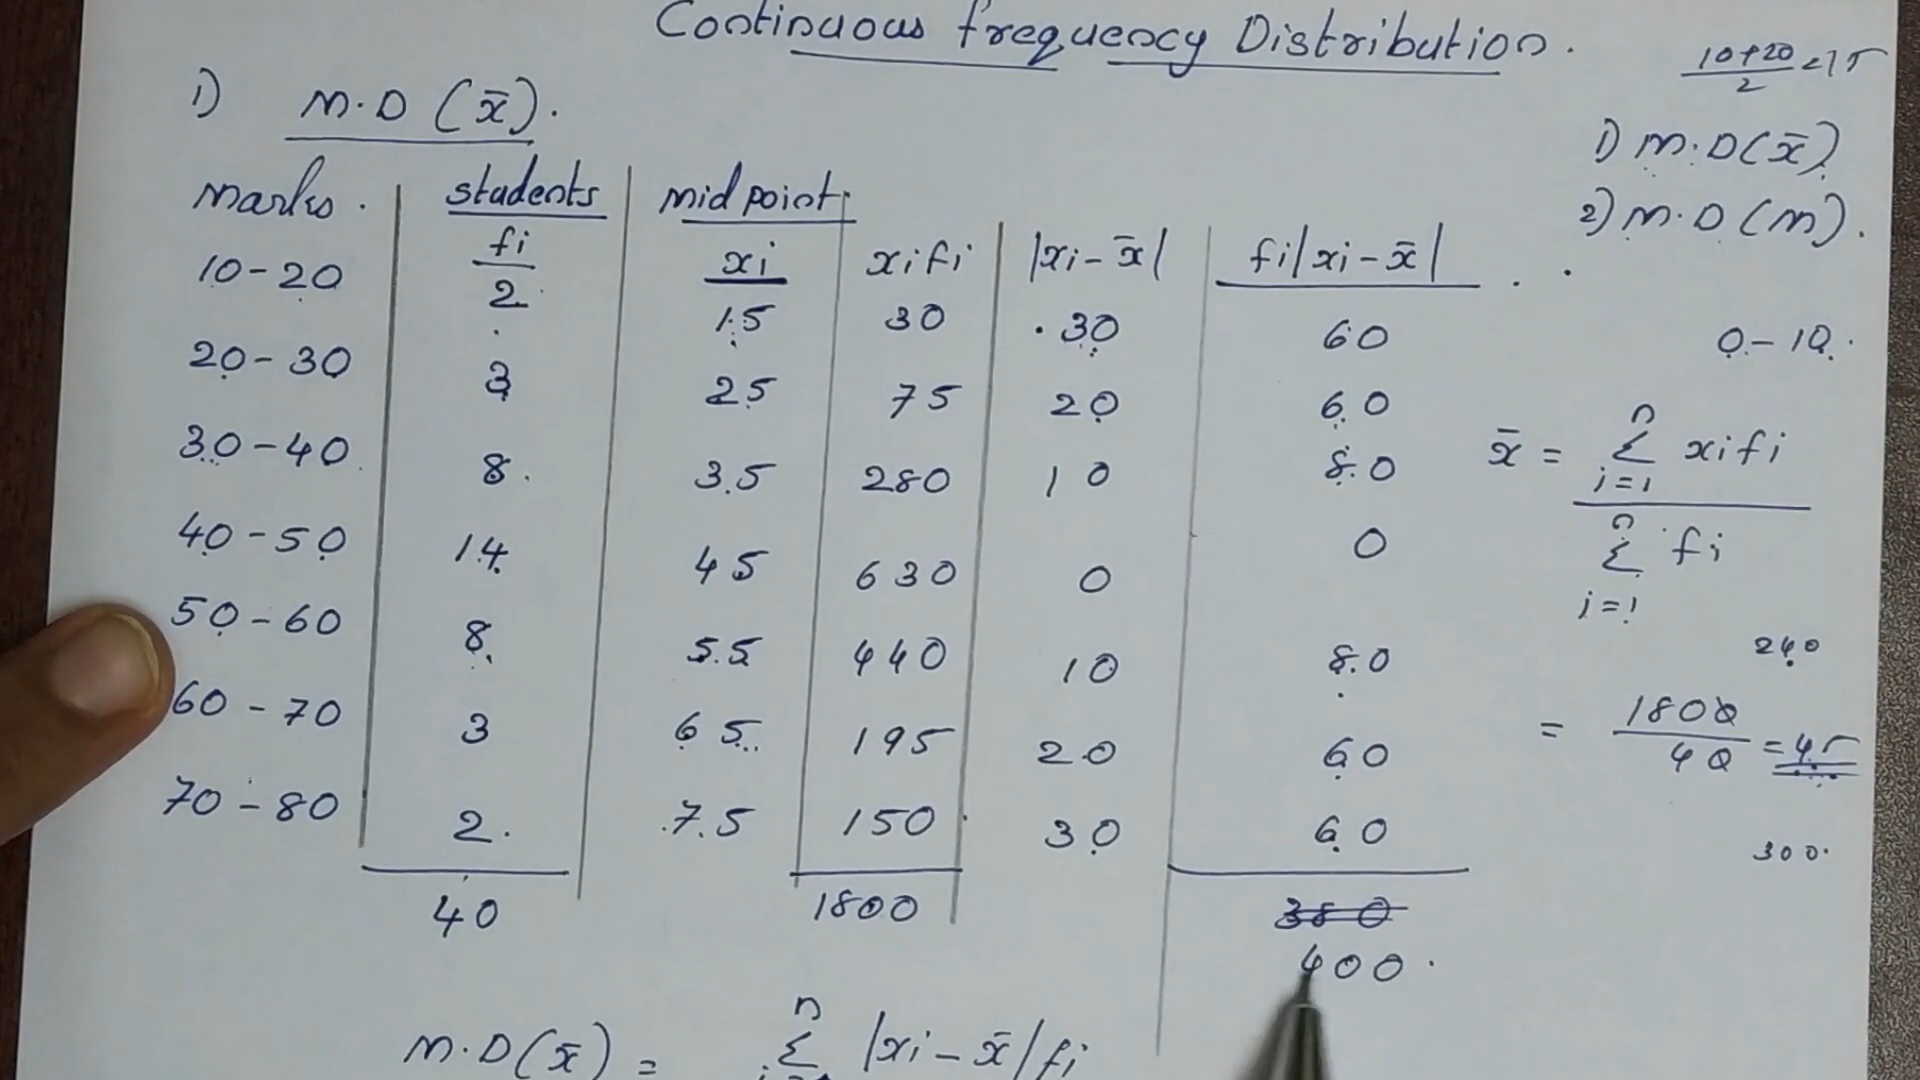 Continuous frequency Distribution.
10+20 / 2 = 15
1) M.D (x̄).
1) M.D(x̄)
2) M.D (M).
Marks. | students fi | midpoint xi | xifi | |xi - x̄| | fi|xi - x̄|
10-20 | 2 | 15 | 30 | 30 | 60
0-10.
20-30 | 3 | 25 | 75 | 20 | 60
30-40 | 8 | 35 | 280 | 10 | 80
40-50 | 14 | 45 | 630 | 0 | 0
50-60 | 8 | 55 | 440 | 10 | 80
60-70 | 3 | 65 | 195 | 20 | 60
70-80 | 2 | 75 | 150 | 30 | 60
40 | 1800 | 380
400
x̄ = n Σ i=1 xifi / n Σ i=1 fi
240
= 1800 / 40 = 45
300.
M.D(x̄) = n Σ |xi - x̄| fi